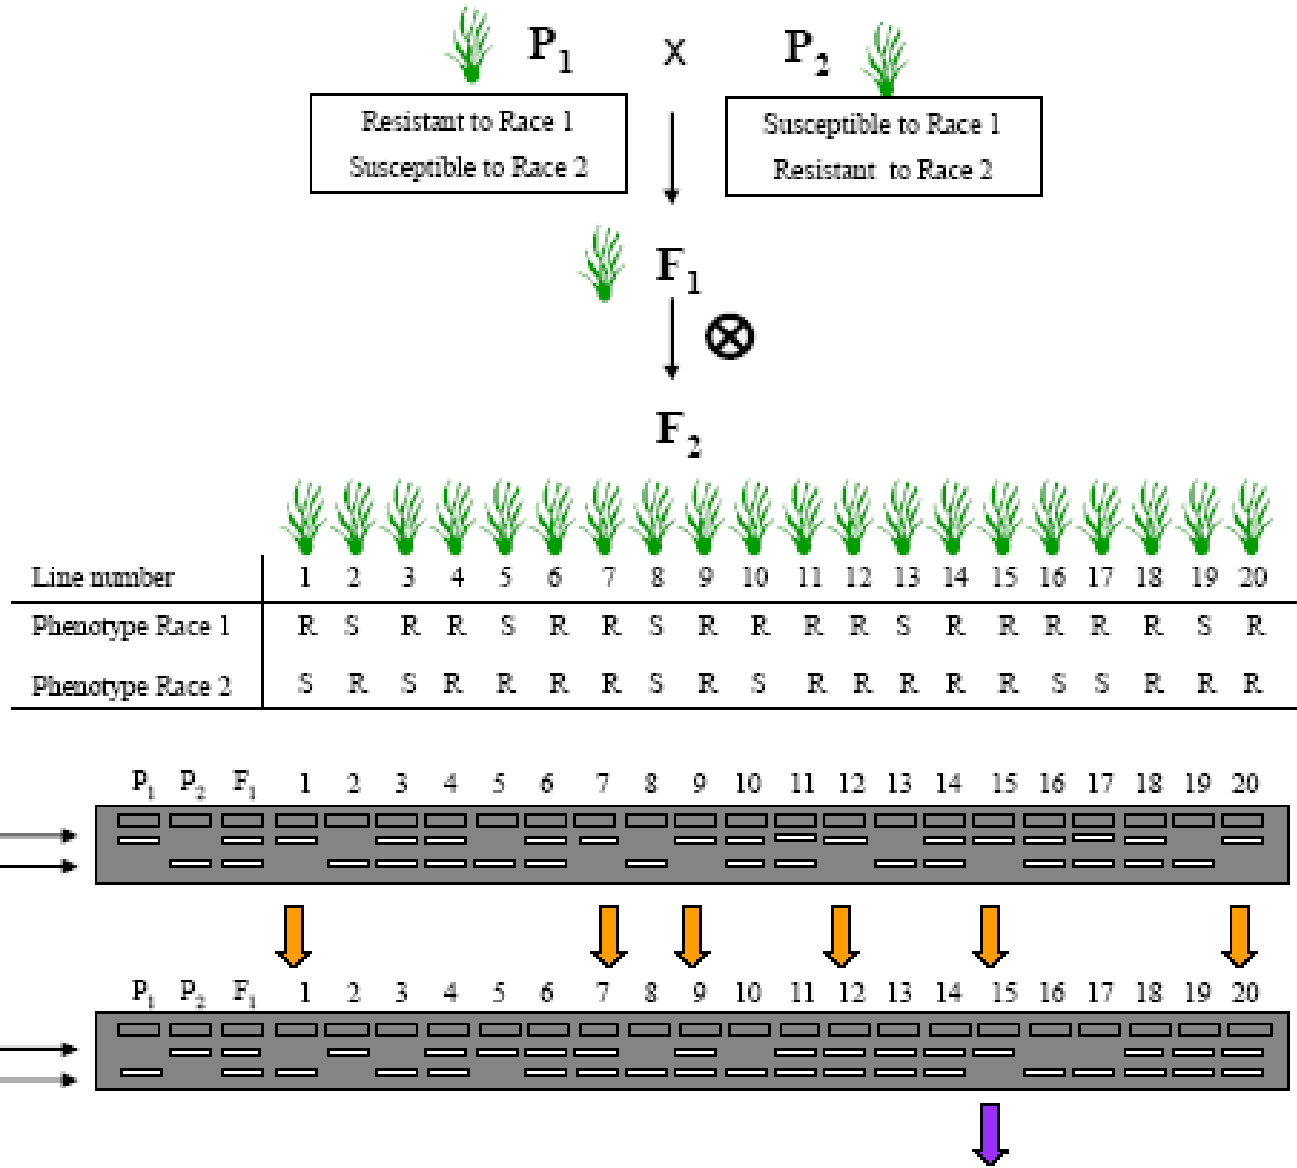 P1 x P2
Resistant to Race 1
Susceptible to Race 2
Susceptible to Race 1
Resistant to Race 2
F1
F2
Line number 1 2 3 4 5 6 7 8 9 10 11 12 13 14 15 16 17 18 19 20
Phenotype Race 1 R S R R S R R S R R R R S R R R R R S R
Phenotype Race 2 S R S R R R R S R S R R R R R S S R R R
P1 P2 F1 1 2 3 4 5 6 7 8 9 10 11 12 13 14 15 16 17 18 19 20
P1 P2 F1 1 2 3 4 5 6 7 8 9 10 11 12 13 14 15 16 17 18 19 20